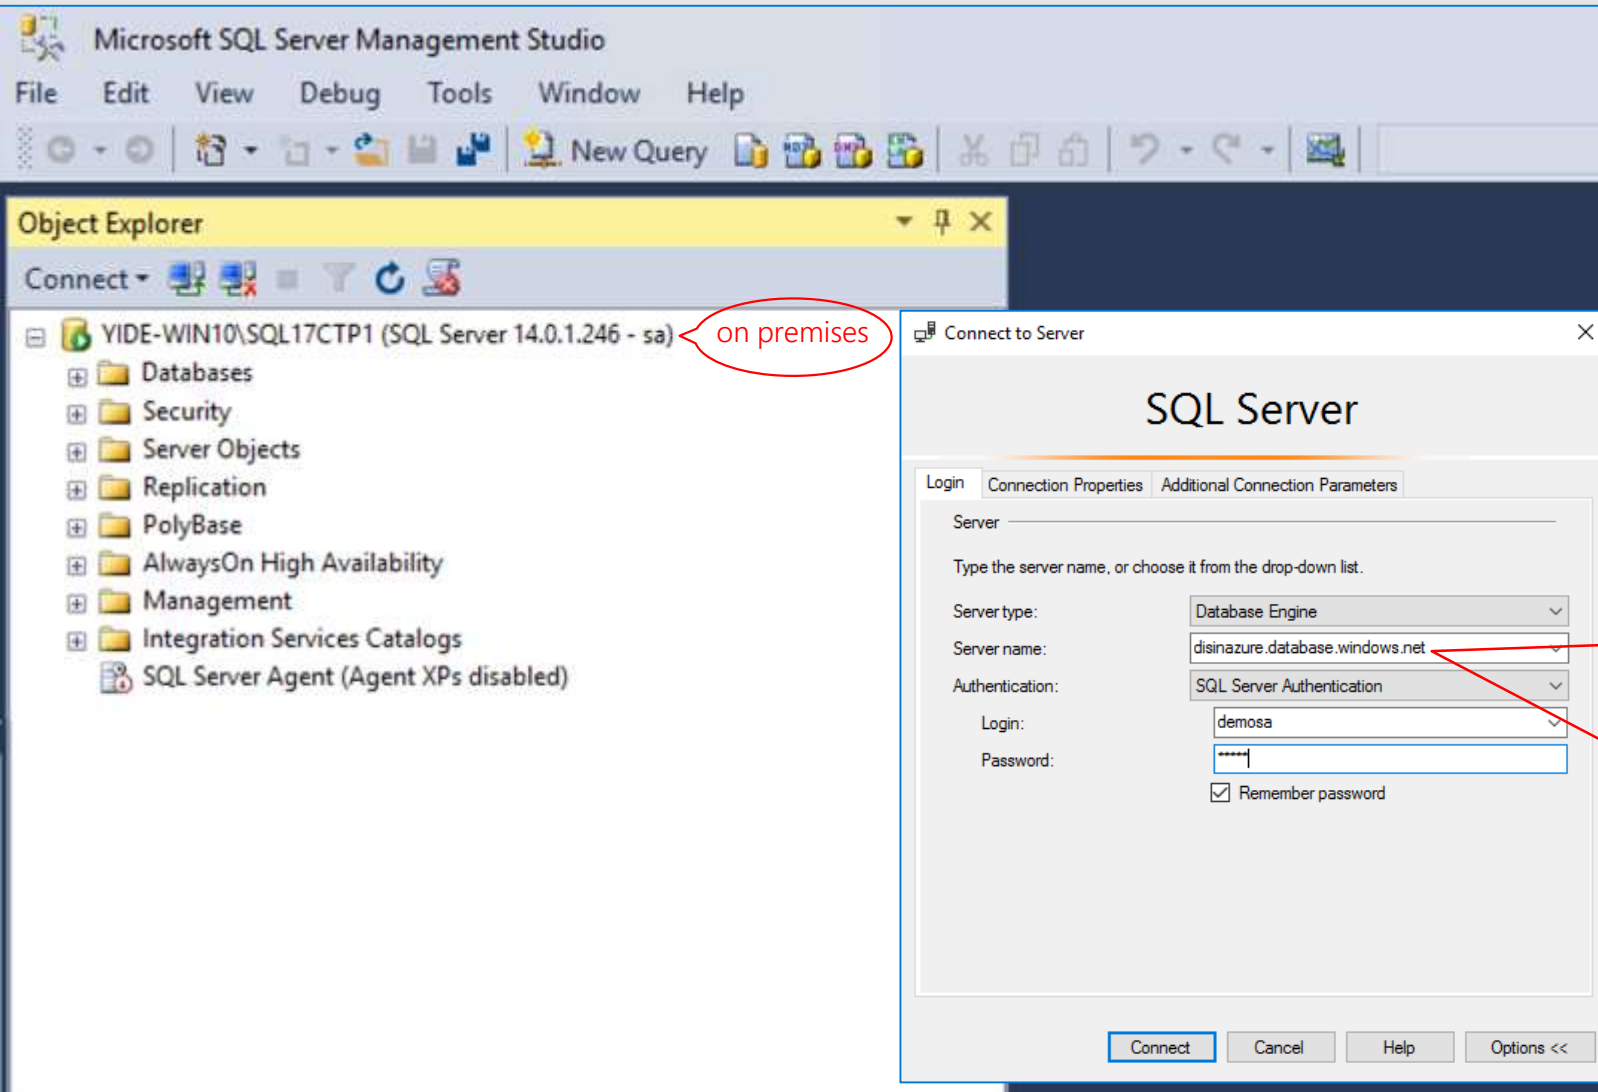 Microsoft SQL Server Management Studio
File Edit View Debug Tools Window Help
New Query
Object Explorer
Connect
YIDE-WIN10\SQL17CTP1 (SQL Server 14.0.1.246 - sa)
on premises
Databases
Security
Server Objects
Replication
PolyBase
AlwaysOn High Availability
Management
Integration Services Catalogs
SQL Server Agent (Agent XPs disabled)
Connect to Server
SQL Server
Login Connection Properties Additional Connection Parameters
Server
Type the server name, or choose it from the drop-down list.
Server type: Database Engine
Server name: disinazure.database.windows.net
Authentication: SQL Server Authentication
Login: demosa
Password: *****
Remember password
Connect Cancel Help Options <<